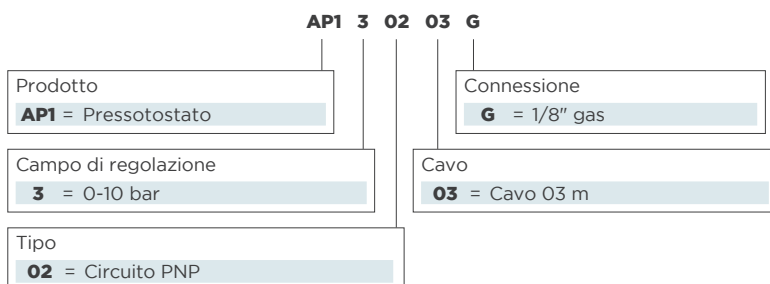 AP1 3 02 03 G
Prodotto
AP1 = Pressotostato
Connessione
G = 1/8" gas
Campo di regolazione
3 = 0-10 bar
Cavo
03 = Cavo 03 m
Tipo
02 = Circuito PNP